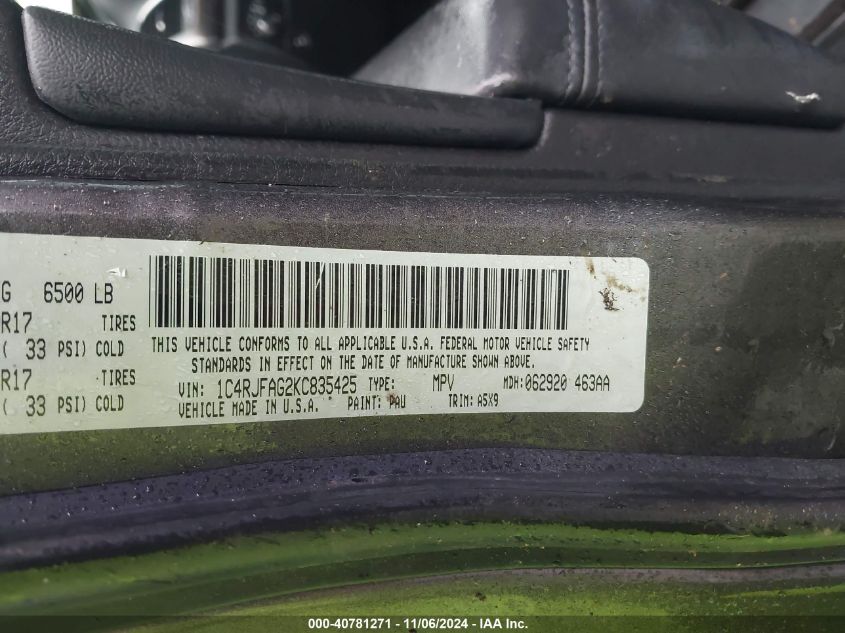 G 6500 LB
R17 TIRES
( 33 PSI) COLD
R17 TIRES
( 33 PSI) COLD
THIS VEHICLE CONFORMS TO ALL APPLICABLE U.S.A. FEDERAL MOTOR VEHICLE SAFETY
STANDARDS IN EFFECT ON THE DATE OF MANUFACTURE SHOWN ABOVE.
VIN: 1C4RJFAG2KC835425 TYPE: MPV MDH: 062920 463AA
VEHICLE MADE IN U.S.A. PAINT: PAU TRIM: A5X9
000-40781271 - 11/06/2024 - IAA Inc.